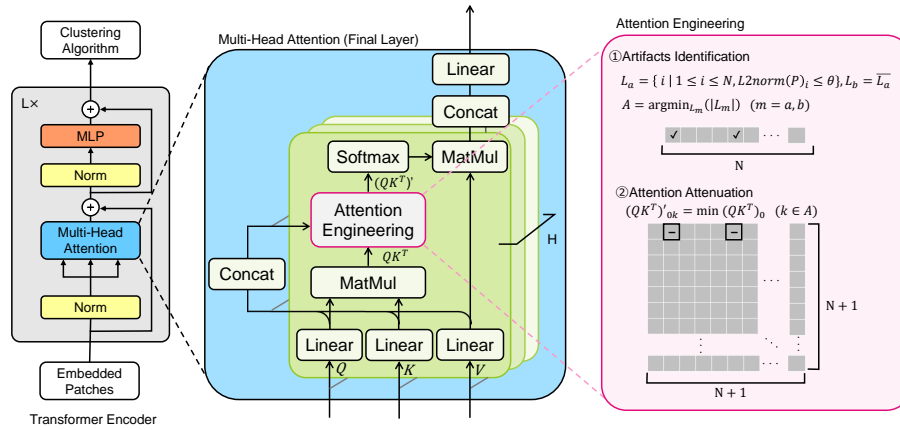 Clustering
Algorithm
L×
+
MLP
Norm
+
Multi-Head
Attention
Norm
Embedded
Patches
Transformer Encoder
Multi-Head Attention (Final Layer)
Linear
Concat
Softmax
MatMul
(QK^T)'
Attention
Engineering
H
QK^T
Concat
MatMul
Linear
Linear
Linear
Q
K
V
Attention Engineering
①Artifacts Identification
L_a = { i | 1 ≤ i ≤ N, L2norm(P)_i ≤ θ}, L_b = \overline{L_a}
A = argmin_{L_m}(|L_m|) (m = a, b)
✓ ✓ . . .
N
② Attention Attenuation
(QK^T)'_{0k} = min (QK^T)_0 (k ∈ A)
− −
. . .
N + 1
N + 1